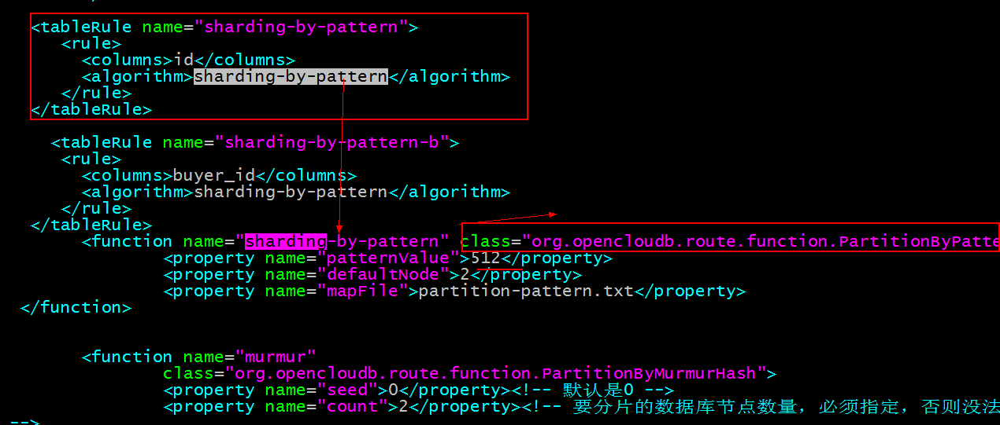 <tableRule name="sharding-by-pattern">
<rule>
<columns>id</columns>
<algorithm>sharding-by-pattern</algorithm>
</rule>
</tableRule>
<tableRule name="sharding-by-pattern-b">
<rule>
<columns>buyer_id</columns>
<algorithm>sharding-by-pattern</algorithm>
</rule>
</tableRule>
<function name="sharding-by-pattern" class="org.opencloudb.route.function.PartitionByPatte
<property name="patternValue">512</property>
<property name="defaultNode">2</property>
<property name="mapFile">partition-pattern.txt</property>
</function>
<function name="murmur"
class="org.opencloudb.route.function.PartitionByMurmurHash">
<property name="seed">0</property><!-- 默认是0 -->
<property name="count">2</property><!-- 要分片的数据库节点数量，必须指定，否则没法
-->